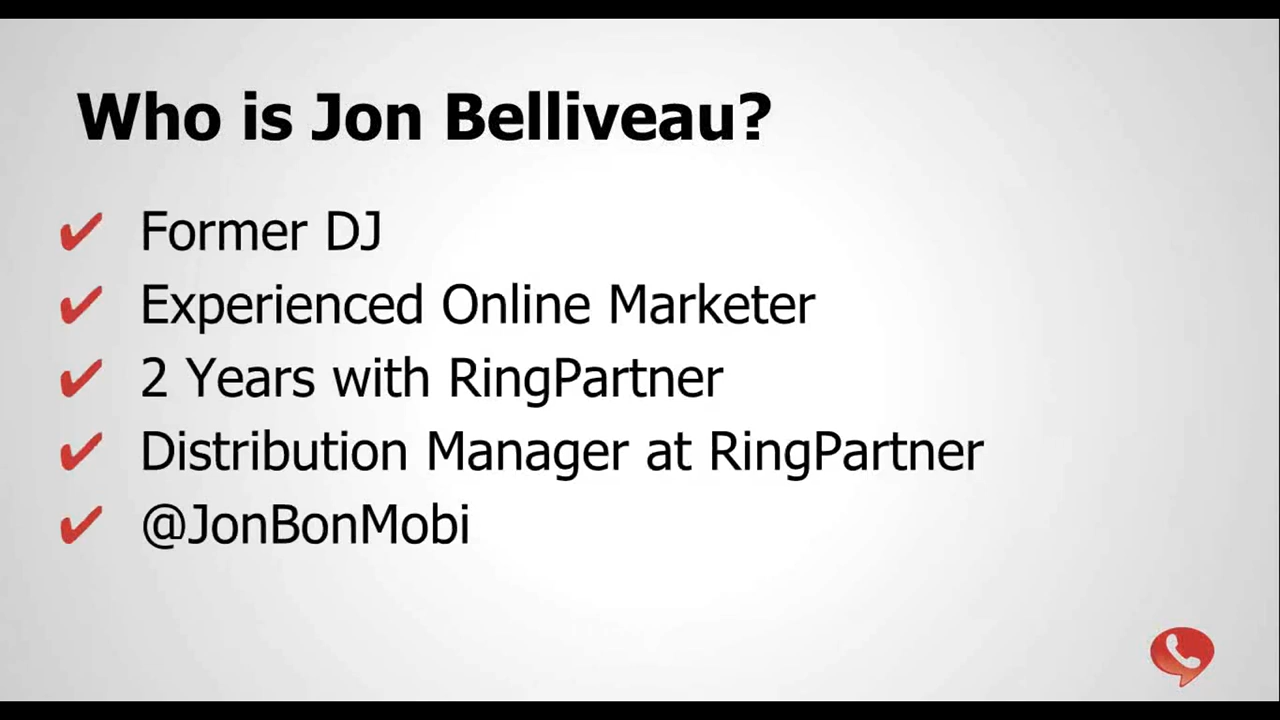 Who is Jon Belliveau?
✔ Former DJ
✔ Experienced Online Marketer
✔ 2 Years with RingPartner
✔ Distribution Manager at RingPartner
✔ @JonBonMobi